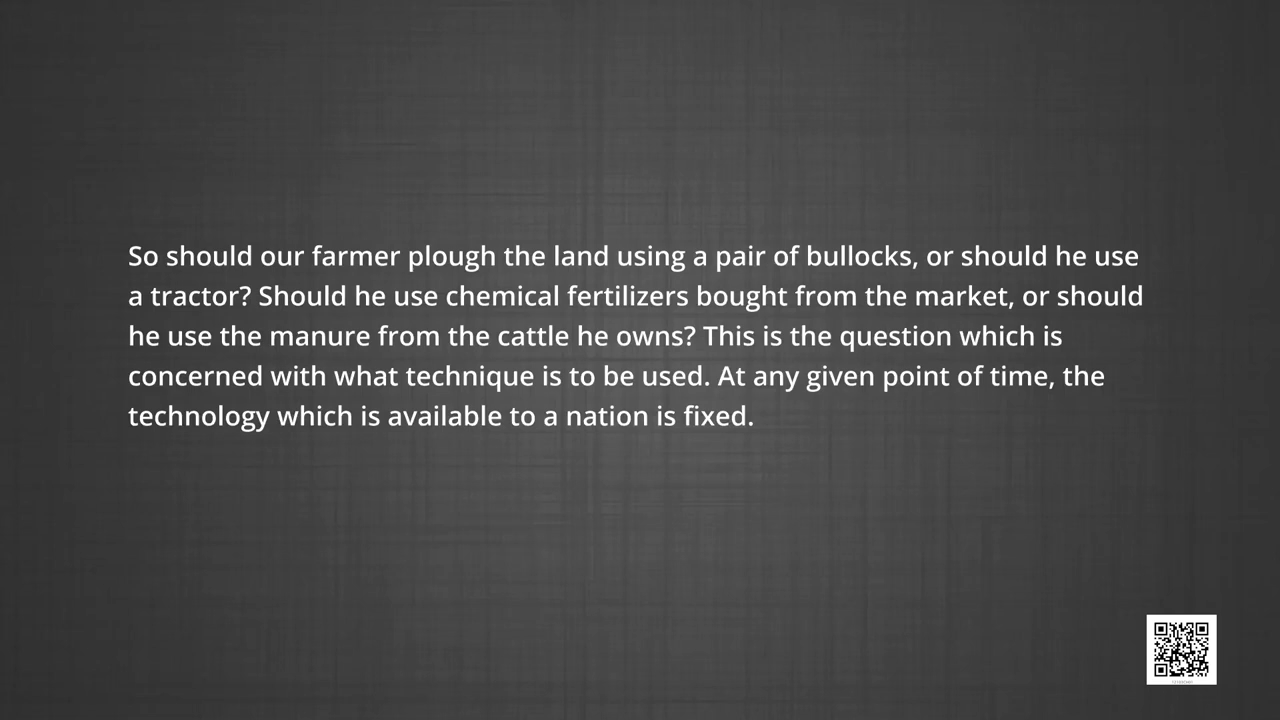 So should our farmer plough the land using a pair of bullocks, or should he use
a tractor? Should he use chemical fertilizers bought from the market, or should
he use the manure from the cattle he owns? This is the question which is
concerned with what technique is to be used. At any given point of time, the
technology which is available to a nation is fixed.